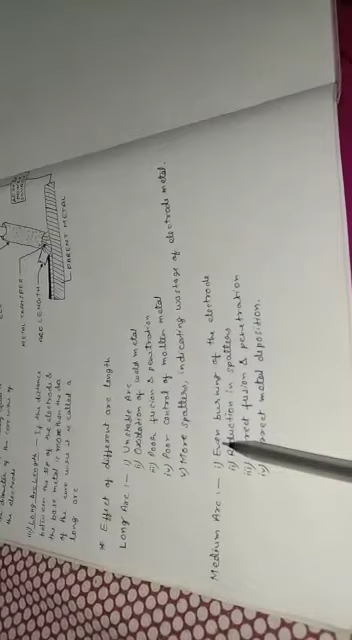 the diameter of the core wire of
the electrode
iii) Long Arc Length — If the distance
between the tip of the electrode &
the base metal is more than the dia
of the core wire is called a
long arc
METAL TRANSFER
ARC LENGTH
PARENT METAL
* Effect of different arc length
Long Arc :— i) Unstable Arc
ii) Oxidation of weld metal
iii) Poor fusion & penetration
iv) Poor control of molten metal
v) More spatters, indicating wastage of electrode metal.
Medium Arc :— i) Even burning of the electrode
ii) Reduction in spatters
iii) rrect fusion & penetration
iv) rrect metal deposition.